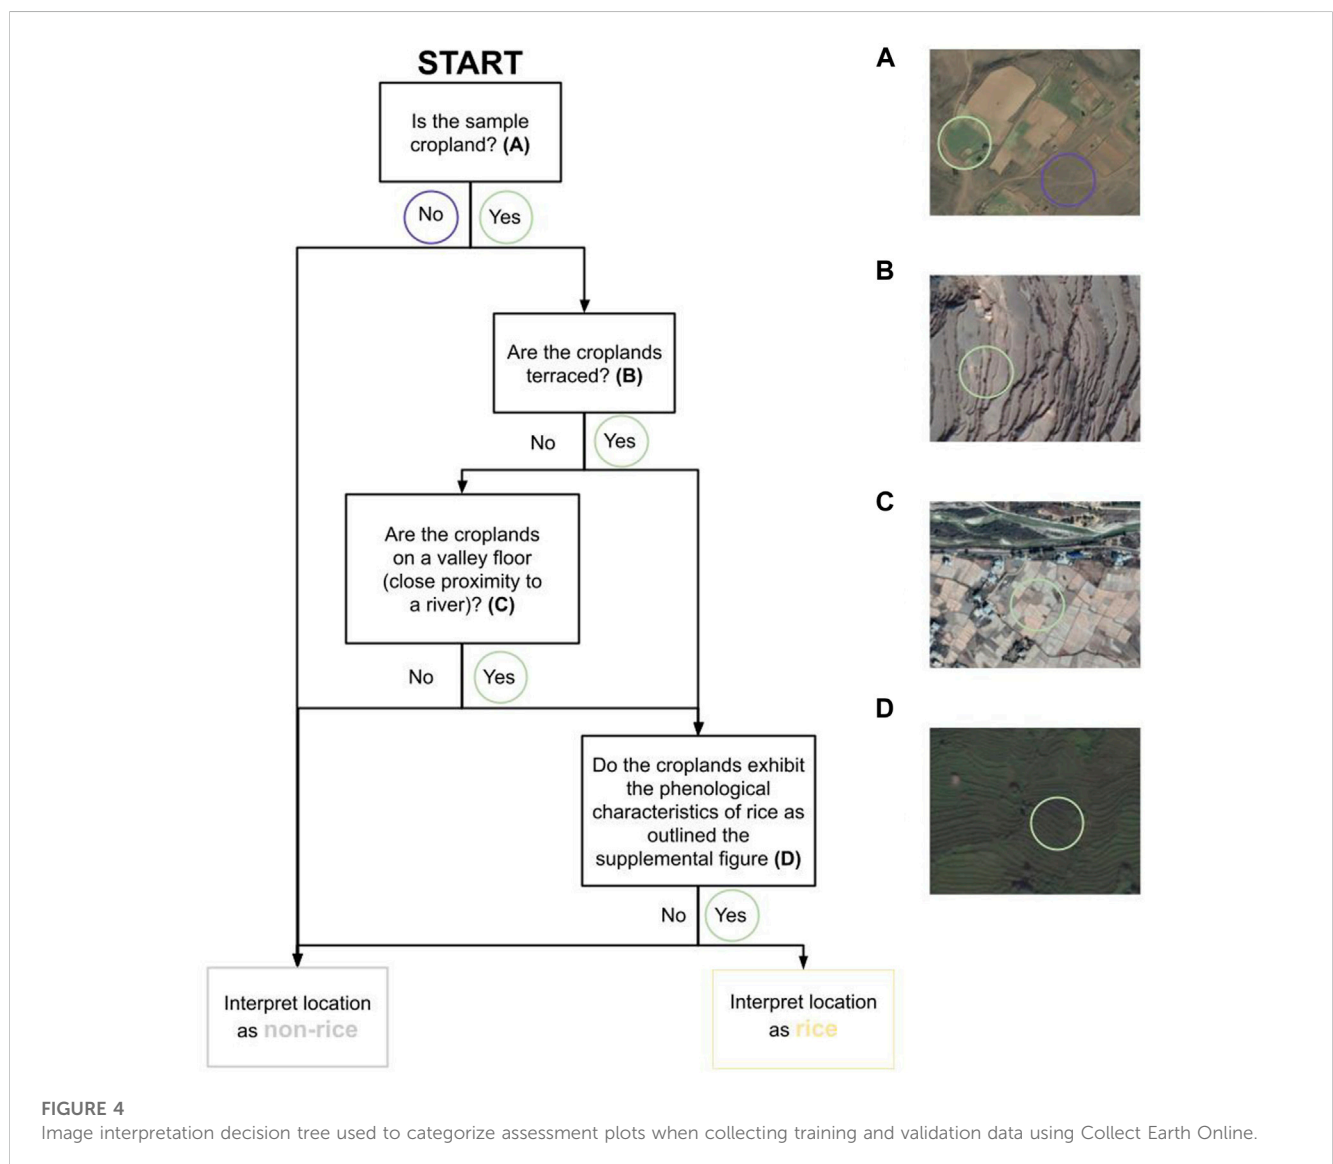 START
Is the sample
cropland? (A)
No
Yes
Are the croplands
terraced? (B)
No
Yes
Are the croplands
on a valley floor
(close proximity to
a river)? (C)
No
Yes
Do the croplands exhibit
the phenological
characteristics of rice as
outlined the
supplemental figure (D)
No
Yes
Interpret location
as non-rice
Interpret location
as rice
A
B
C
D
FIGURE 4
Image interpretation decision tree used to categorize assessment plots when collecting training and validation data using Collect Earth Online.